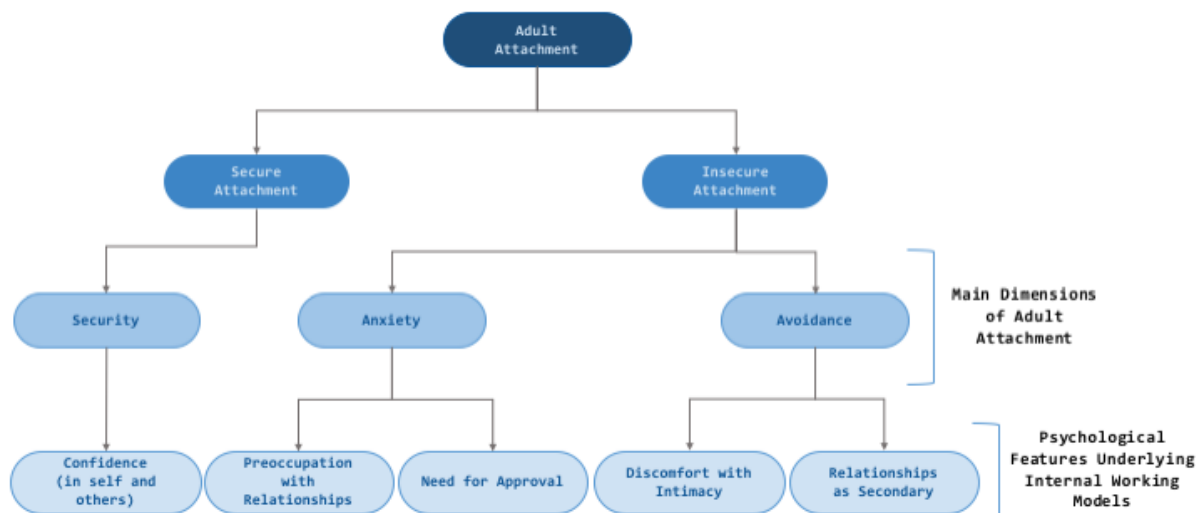 Adult
Attachment
Secure
Attachment
Insecure
Attachment
Security
Anxiety
Avoidance
Main Dimensions
of Adult
Attachment
Confidence
(in self and
others)
Preoccupation
with
Relationships
Need for Approval
Discomfort with
Intimacy
Relationships
as Secondary
Psychological
Features Underlying
Internal Working
Models